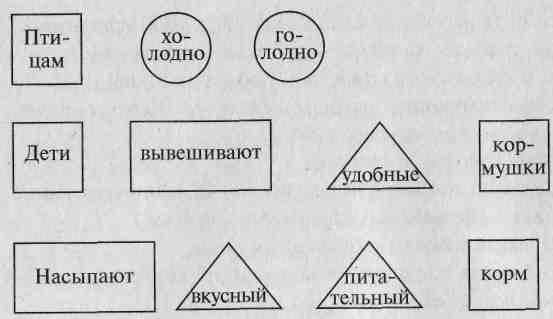 Пти- хо- го-
цам лодно лодно
Дети вывешивают удобные кор-
мушки
Насыпают вкусный пита-
тельный корм